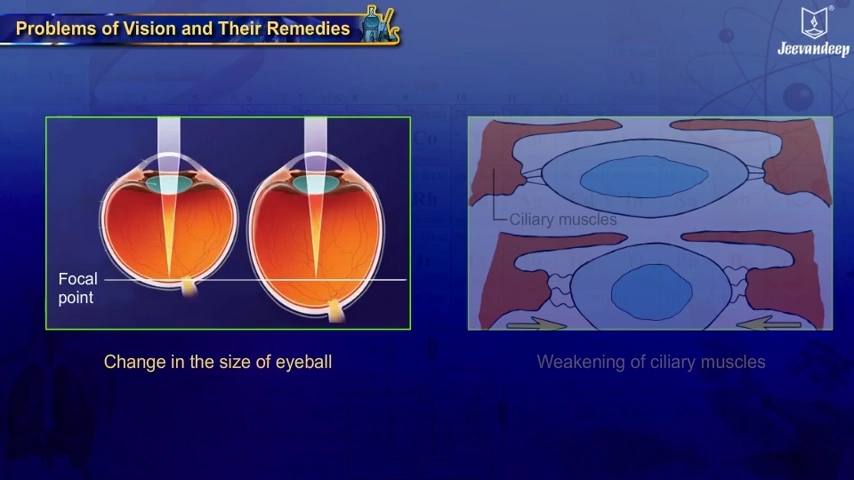 Problems of Vision and Their Remedies
Jeevandeep
Ciliary muscles
Focal
point
Change in the size of eyeball
Weakening of ciliary muscles